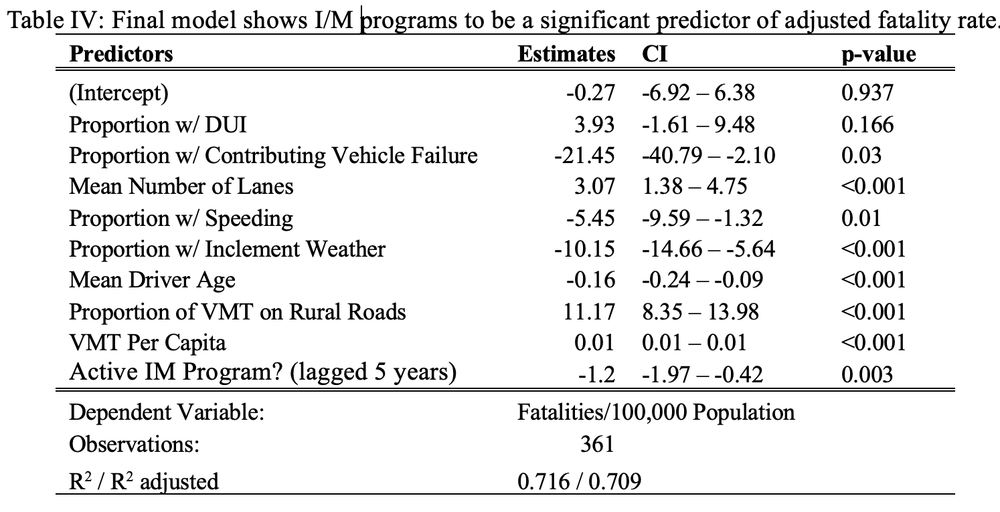 Table IV: Final model shows I/M programs to be a significant predictor of adjusted fatality rate.
Predictors Estimates CI p-value
(Intercept) -0.27 -6.92 – 6.38 0.937
Proportion w/ DUI 3.93 -1.61 – 9.48 0.166
Proportion w/ Contributing Vehicle Failure -21.45 -40.79 – -2.10 0.03
Mean Number of Lanes 3.07 1.38 – 4.75 <0.001
Proportion w/ Speeding -5.45 -9.59 – -1.32 0.01
Proportion w/ Inclement Weather -10.15 -14.66 – -5.64 <0.001
Mean Driver Age -0.16 -0.24 – -0.09 <0.001
Proportion of VMT on Rural Roads 11.17 8.35 – 13.98 <0.001
VMT Per Capita 0.01 0.01 – 0.01 <0.001
Active IM Program? (lagged 5 years) -1.2 -1.97 – -0.42 0.003
Dependent Variable: Fatalities/100,000 Population
Observations: 361
R² / R² adjusted 0.716 / 0.709